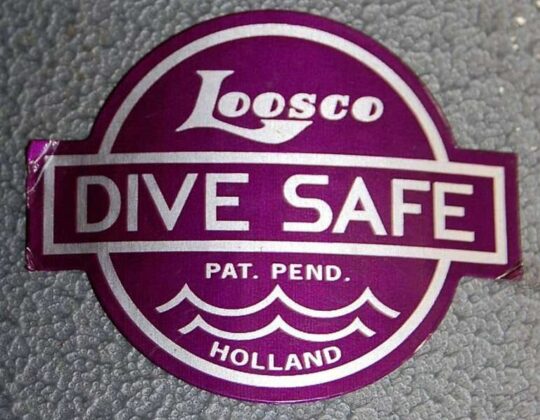 Loosco
DIVE SAFE
PAT. PEND.
HOLLAND